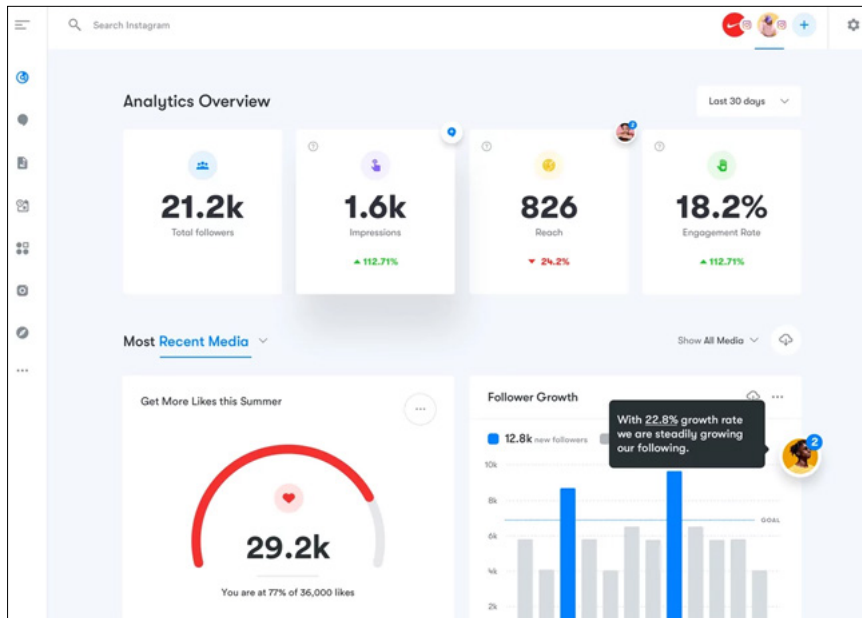 Search Instagram
Analytics Overview
Last 30 days
21.2k
Total followers
1.6k
Impressions
112.71%
826
Reach
24.2%
18.2%
Engagement Rate
112.71%
Most Recent Media
Show All Media
Get More Likes this Summer
29.2k
You are at 77% of 36,000 likes
Follower Growth
With 22.8% growth rate
we are steadily growing
our following.
2
12.8k new followers
10k
8k
GOAL
6k
4k
2k